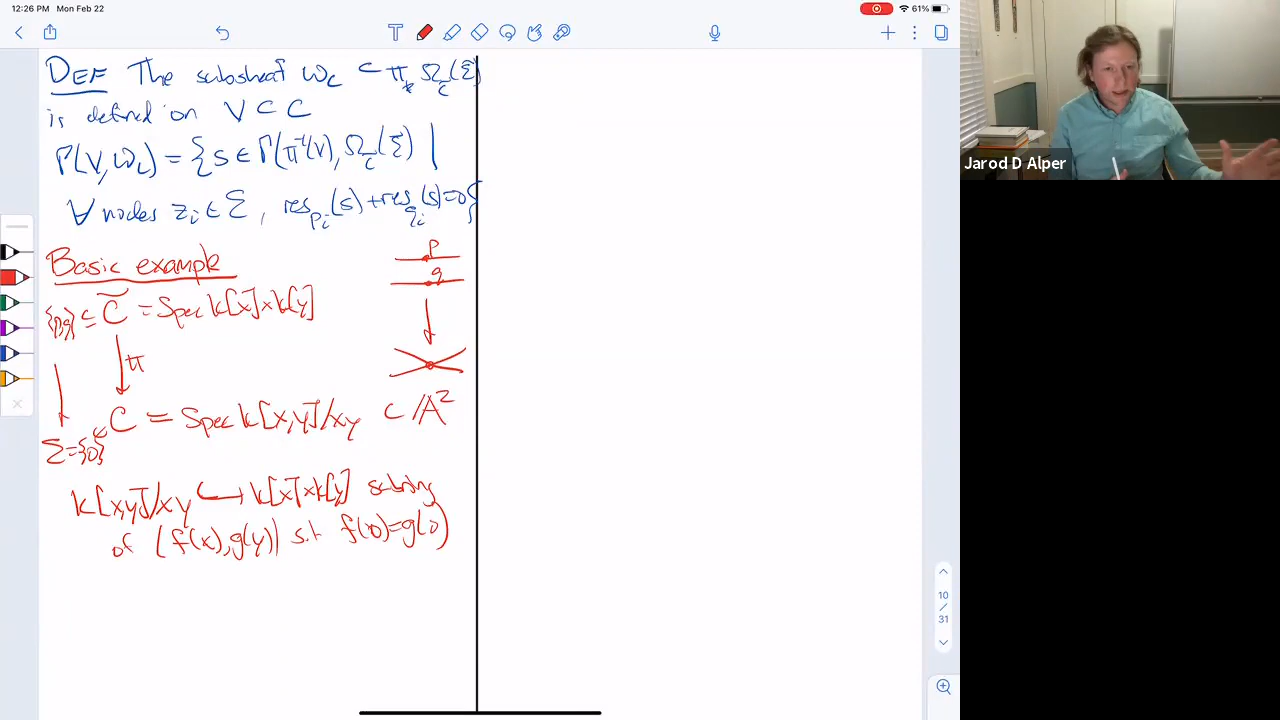 12:26 PM Mon Feb 22
61%
DEF The subsheaf ω_C ⊂ π_* Ω_C̃(Σ̃)
is defined on V ⊂ C
Γ(V, ω_C) = { s ∈ Γ(π⁻¹(V), Ω_C̃(Σ̃)) |
∀ nodes z_i ∈ Σ, res_{p_i}(s) + res_{q_i}(s) = 0 }
Basic example
p
q
{p,q} ⊆ C̃ = Spec k[x] × k[y]
π
Σ = {0} ⊂ C = Spec k[x,y]/xy ⊂ A²
k[x,y]/xy ↪ k[x] × k[y] subring
of (f(x), g(y)) s.t f(0) = g(0)
10
/
31
Jarod D Alper